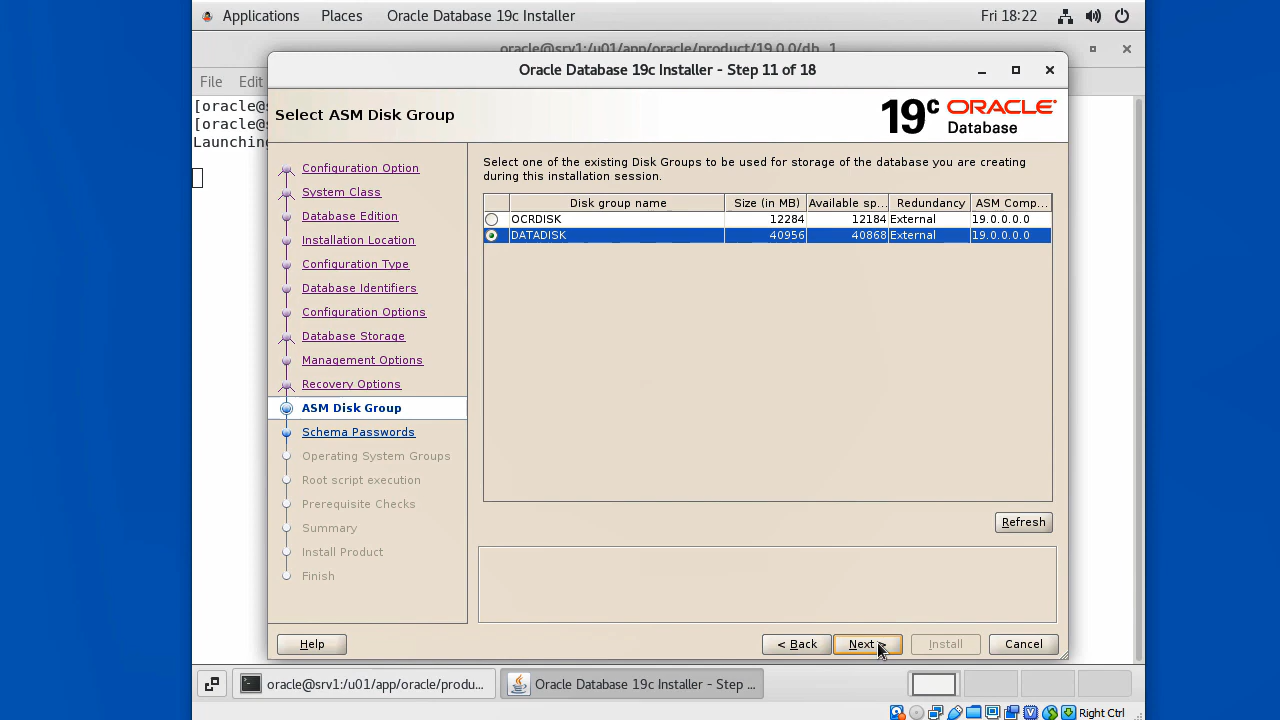 Applications Places Oracle Database 19c Installer Fri 18:22
oracle@srv1:/u01/app/oracle/product/19.0.0/db_1
File Edit
[oracle@s
[oracle@s
Launching
Oracle Database 19c Installer - Step 11 of 18
Select ASM Disk Group
19c ORACLE
Database
Configuration Option
System Class
Database Edition
Installation Location
Configuration Type
Database Identifiers
Configuration Options
Database Storage
Management Options
Recovery Options
ASM Disk Group
Schema Passwords
Operating System Groups
Root script execution
Prerequisite Checks
Summary
Install Product
Finish
Select one of the existing Disk Groups to be used for storage of the database you are creating
during this installation session.
Disk group name Size (in MB) Available sp... Redundancy ASM Comp...
OCRDISK 12284 12184 External 19.0.0.0.0
DATADISK 40956 40868 External 19.0.0.0.0
Refresh
Help < Back Next > Install Cancel
oracle@srv1:/u01/app/oracle/produ... Oracle Database 19c Installer - Step ...
Right Ctrl